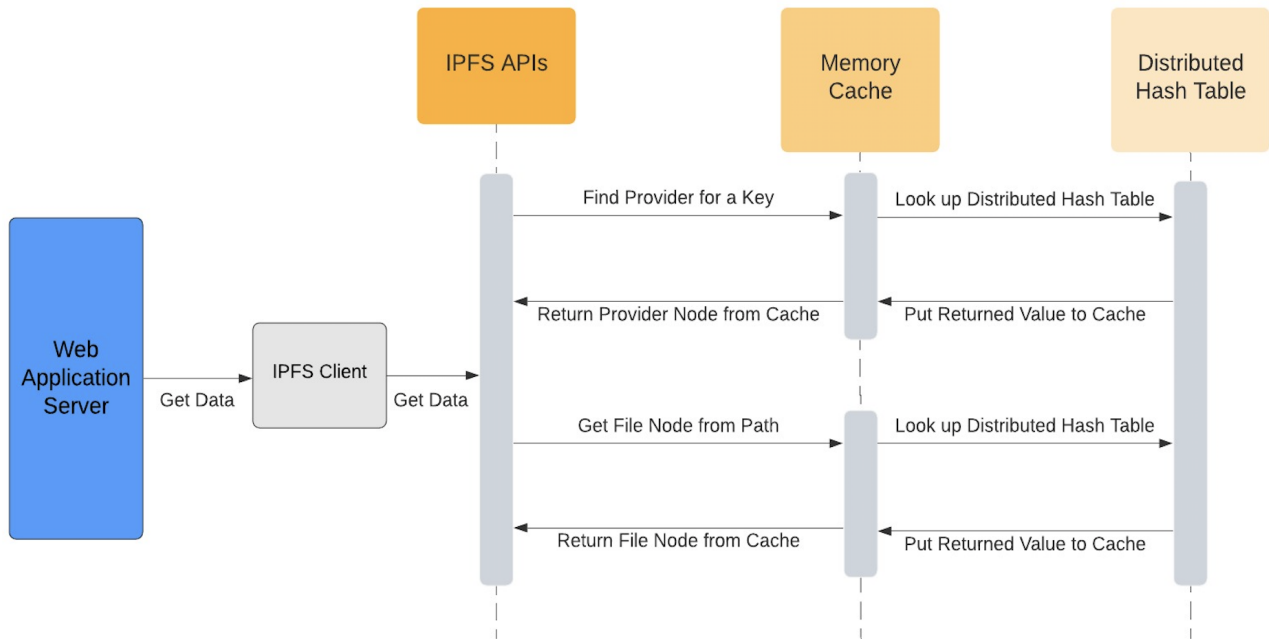 IPFS APIs
Memory
Cache
Distributed
Hash Table
Find Provider for a Key
Look up Distributed Hash Table
Return Provider Node from Cache
Put Returned Value to Cache
Web
Application
Server
Get Data
IPFS Client
Get Data
Get File Node from Path
Look up Distributed Hash Table
Return File Node from Cache
Put Returned Value to Cache